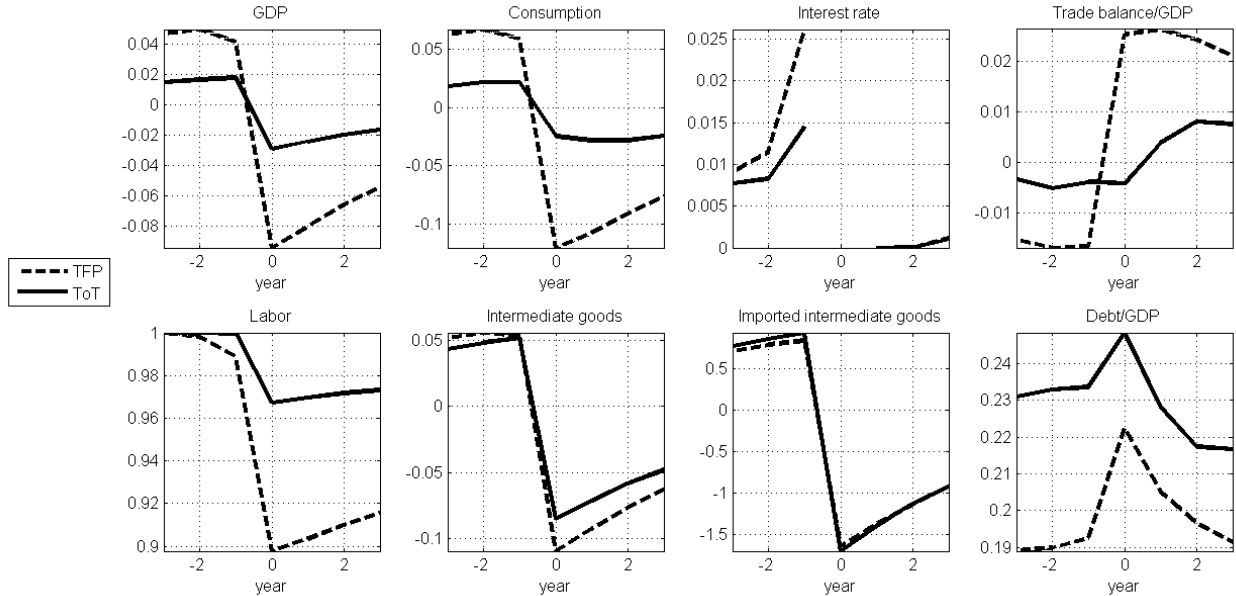 GDP
0.04
0.02
0
-0.02
-0.04
-0.06
-0.08
-2 0 2
year
Consumption
0.05
0
-0.05
-0.1
-2 0 2
year
Interest rate
0.025
0.02
0.015
0.01
0.005
0
-2 0 2
year
Trade balance/GDP
0.02
0.01
0
-0.01
-2 0 2
year
TFP
ToT
Labor
1
0.98
0.96
0.94
0.92
0.9
-2 0 2
year
Intermediate goods
0.05
0
-0.05
-0.1
-2 0 2
year
Imported intermediate goods
0.5
0
-0.5
-1
-1.5
-2 0 2
year
Debt/GDP
0.24
0.23
0.22
0.21
0.2
0.19
-2 0 2
year